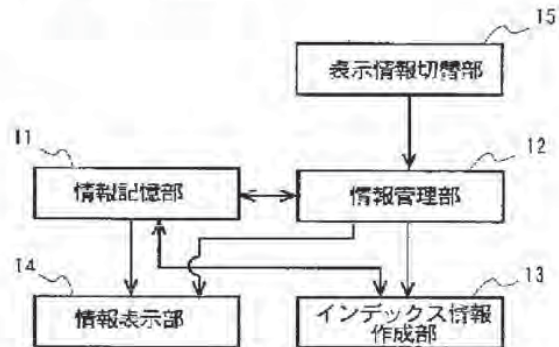 15
表示情報切替部
11
12
情報記憶部
情報管理部
14
13
情報表示部
インデックス情報
作成部